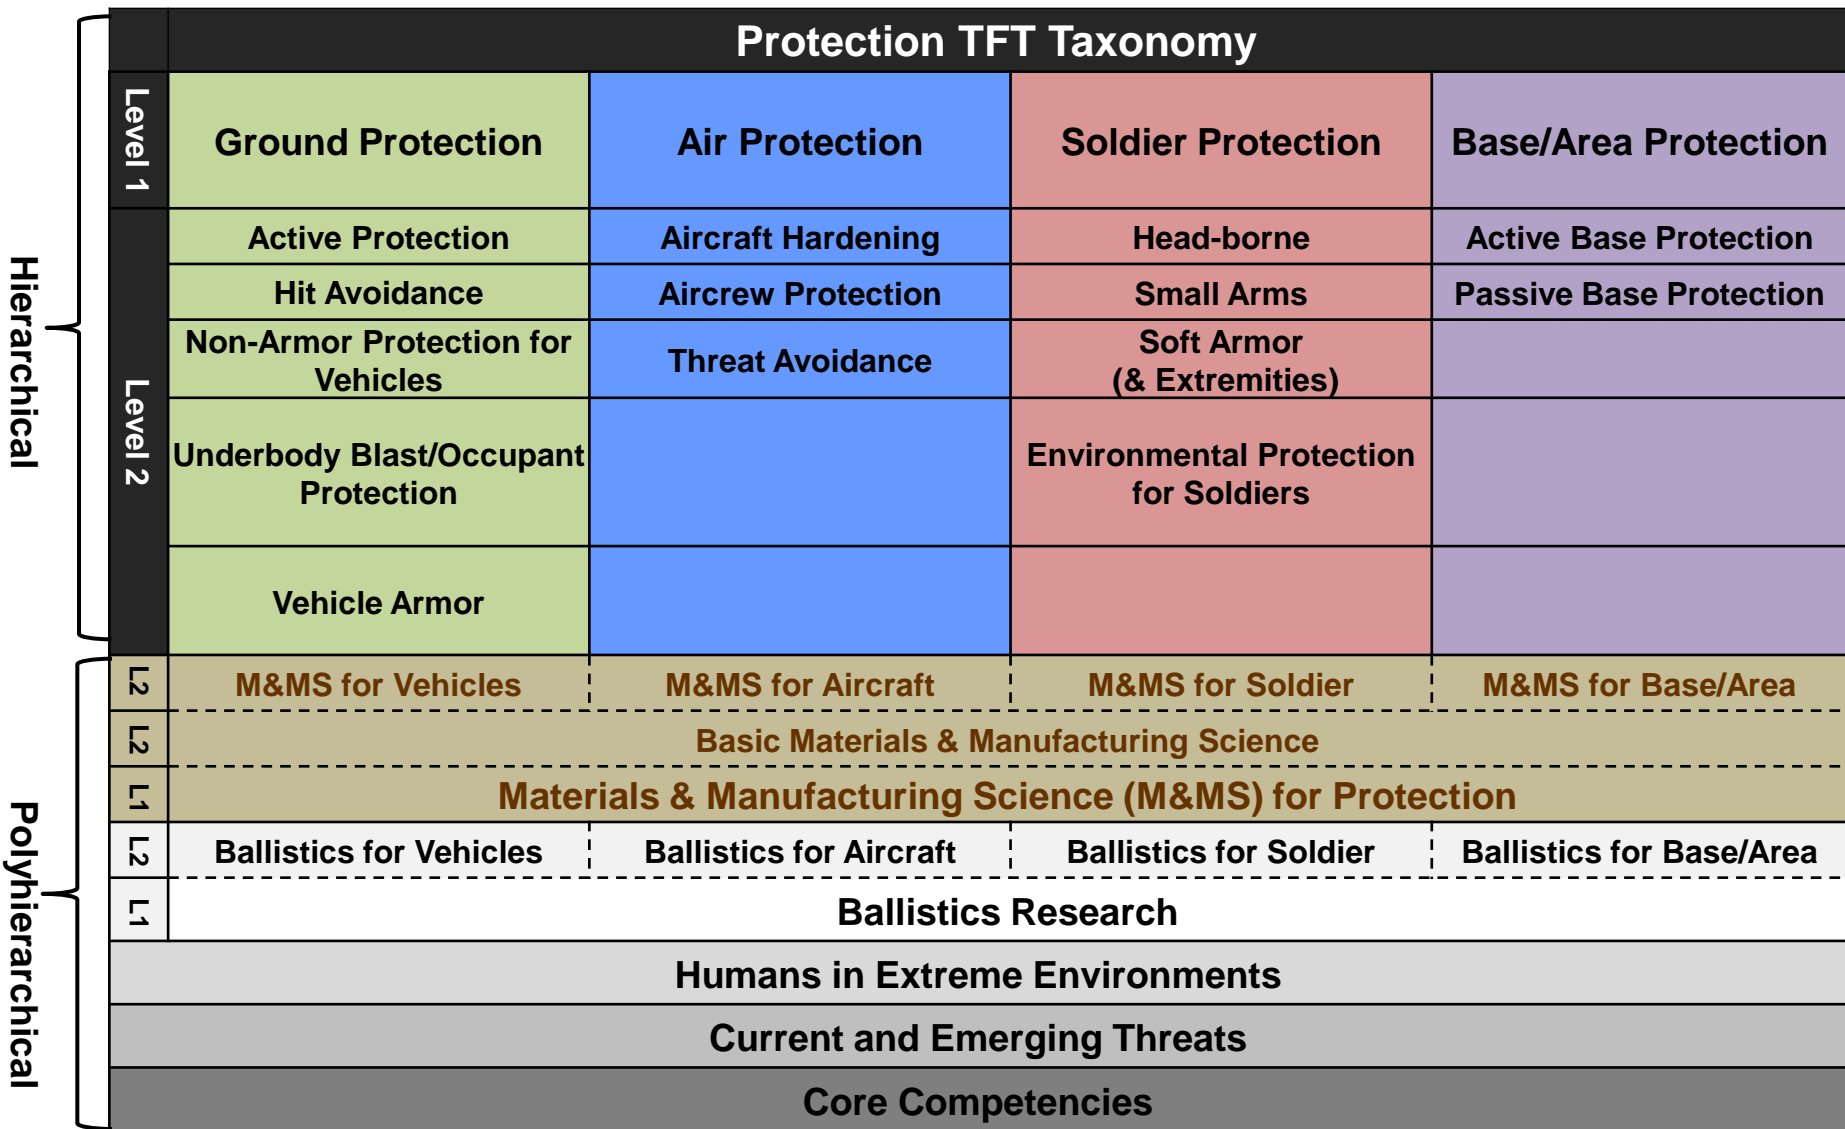 Protection TFT Taxonomy
Hierarchical
Level 1
Ground Protection
Air Protection
Soldier Protection
Base/Area Protection
Level 2
Active Protection
Aircraft Hardening
Head-borne
Active Base Protection
Hit Avoidance
Aircrew Protection
Small Arms
Passive Base Protection
Non-Armor Protection for
Vehicles
Threat Avoidance
Soft Armor
(& Extremities)
Underbody Blast/Occupant
Protection
Environmental Protection
for Soldiers
Vehicle Armor
Polyhierarchical
L2
M&MS for Vehicles
M&MS for Aircraft
M&MS for Soldier
M&MS for Base/Area
L2
Basic Materials & Manufacturing Science
L1
Materials & Manufacturing Science (M&MS) for Protection
L2
Ballistics for Vehicles
Ballistics for Aircraft
Ballistics for Soldier
Ballistics for Base/Area
L1
Ballistics Research
Humans in Extreme Environments
Current and Emerging Threats
Core Competencies